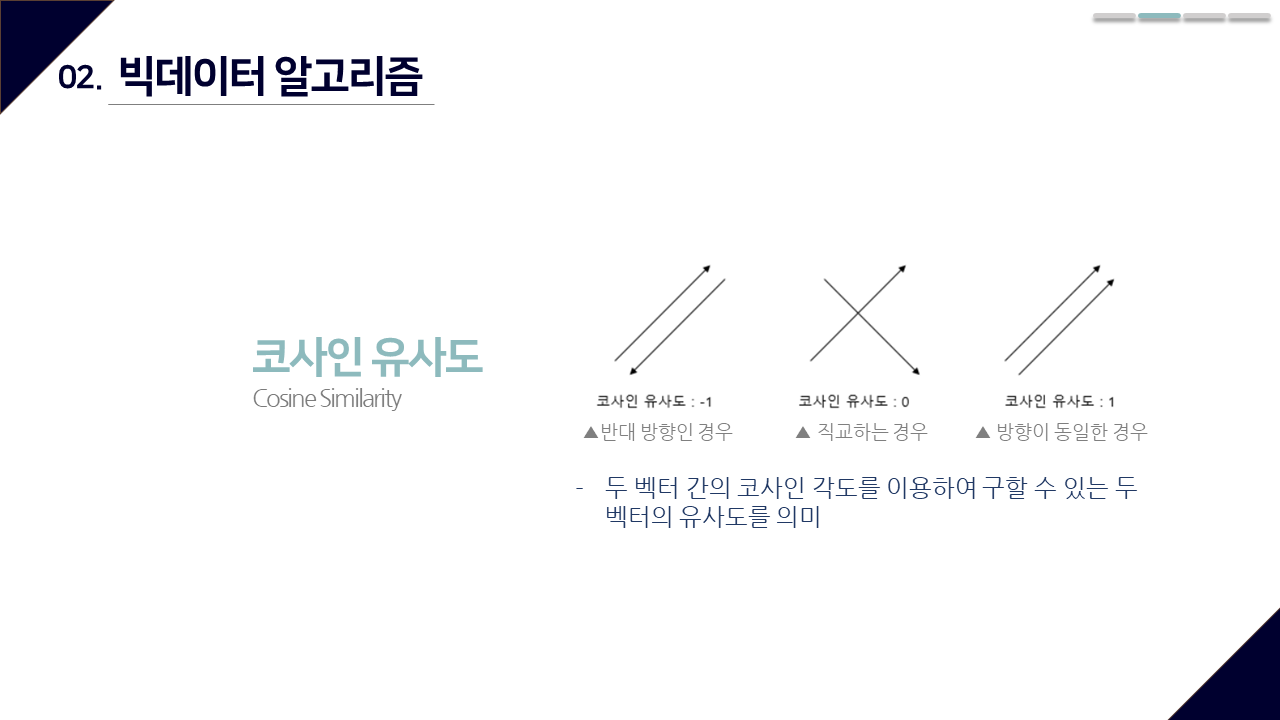 02. 빅데이터 알고리즘
코사인 유사도
Cosine Similarity
코사인 유사도 : -1
코사인 유사도 : 0
코사인 유사도 : 1
▲반대 방향인 경우
▲ 직교하는 경우
▲ 방향이 동일한 경우
- 두 벡터 간의 코사인 각도를 이용하여 구할 수 있는 두
벡터의 유사도를 의미